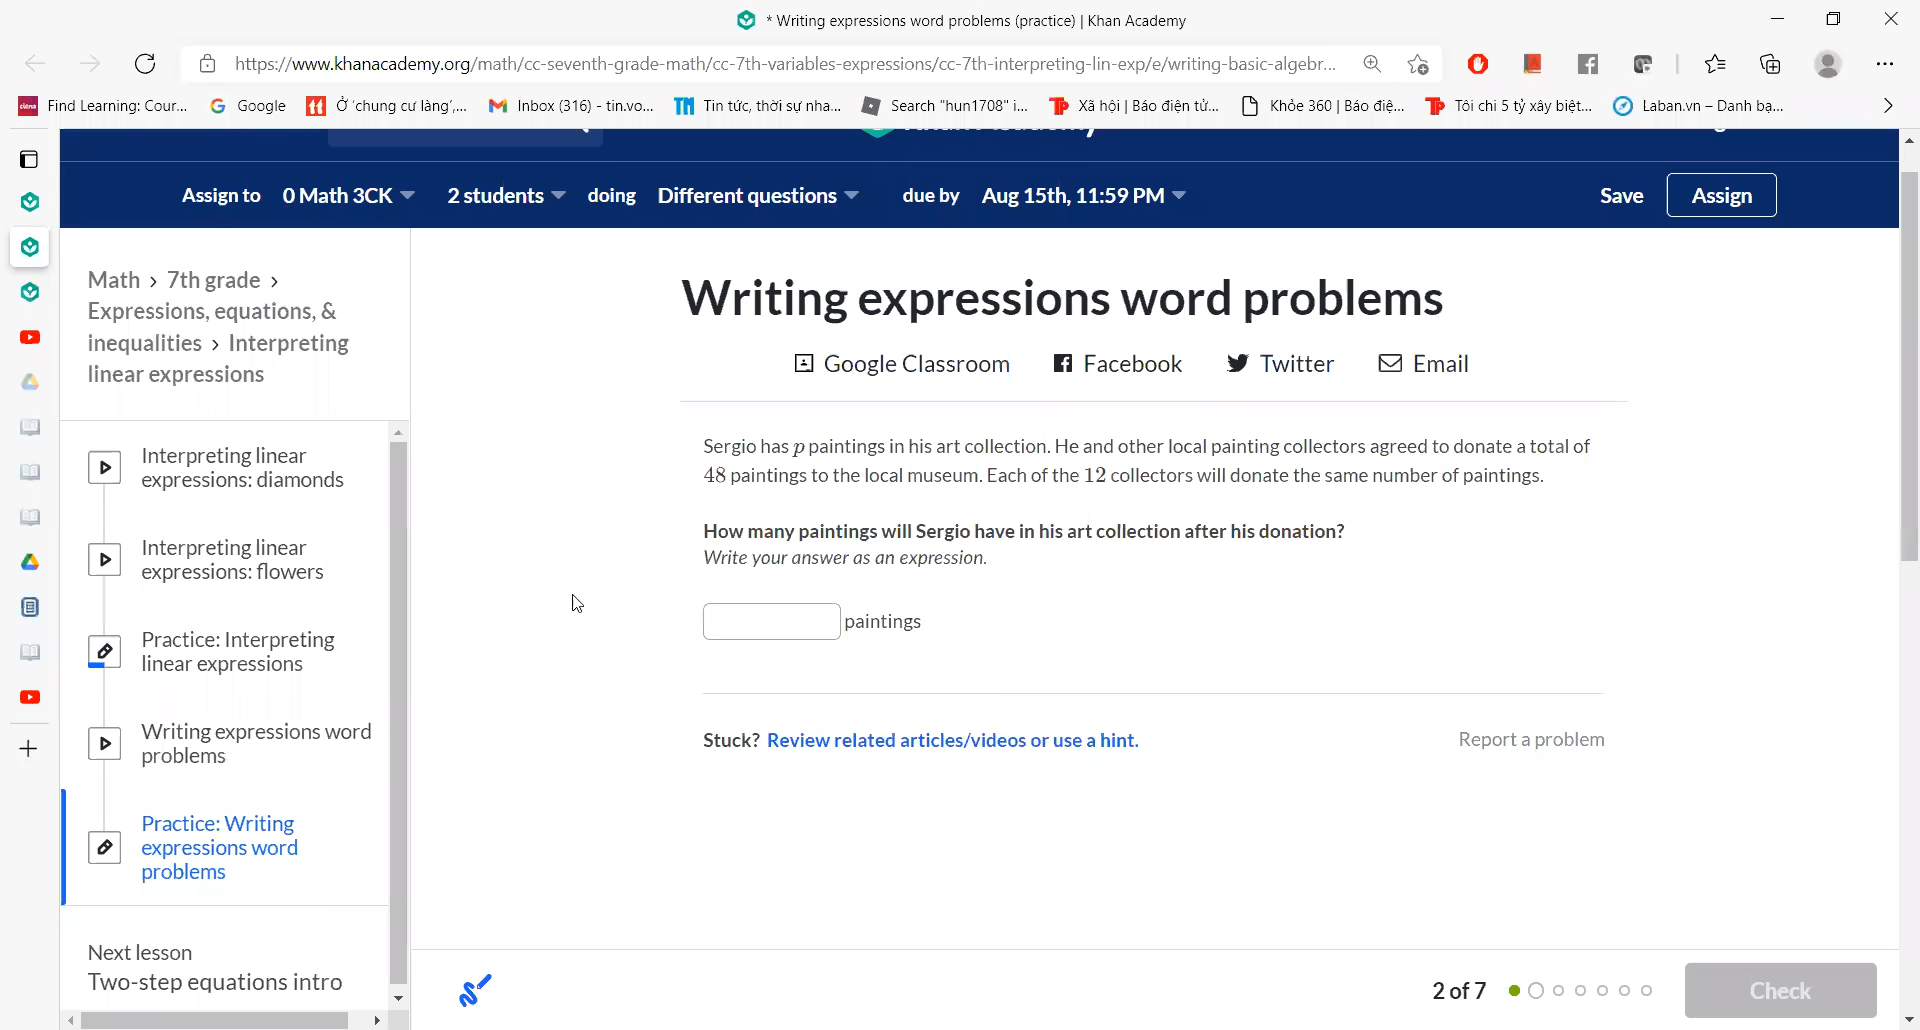 * Writing expressions word problems (practice) | Khan Academy
https://www.khanacademy.org/math/cc-seventh-grade-math/cc-7th-variables-expressions/cc-7th-interpreting-lin-exp/e/writing-basic-algebr...
Find Learning: Cour... Google Ở 'chung cư làng',... Inbox (316) - tin.vo... Tin tức, thời sự nha... Search "hun1708" i... Xã hội | Báo điện tử... Khỏe 360 | Báo điệ... Tôi chi 5 tỷ xây biệt... Laban.vn – Danh bạ...
Assign to 0 Math 3CK 2 students doing Different questions due by Aug 15th, 11:59 PM Save Assign
Math > 7th grade >
Expressions, equations, &
inequalities > Interpreting
linear expressions
Interpreting linear
expressions: diamonds
Interpreting linear
expressions: flowers
Practice: Interpreting
linear expressions
Writing expressions word
problems
Practice: Writing
expressions word
problems
Next lesson
Two-step equations intro
Writing expressions word problems
Google Classroom Facebook Twitter Email
Sergio has p paintings in his art collection. He and other local painting collectors agreed to donate a total of
48 paintings to the local museum. Each of the 12 collectors will donate the same number of paintings.
How many paintings will Sergio have in his art collection after his donation?
Write your answer as an expression.
paintings
Stuck? Review related articles/videos or use a hint.
Report a problem
2 of 7
Check